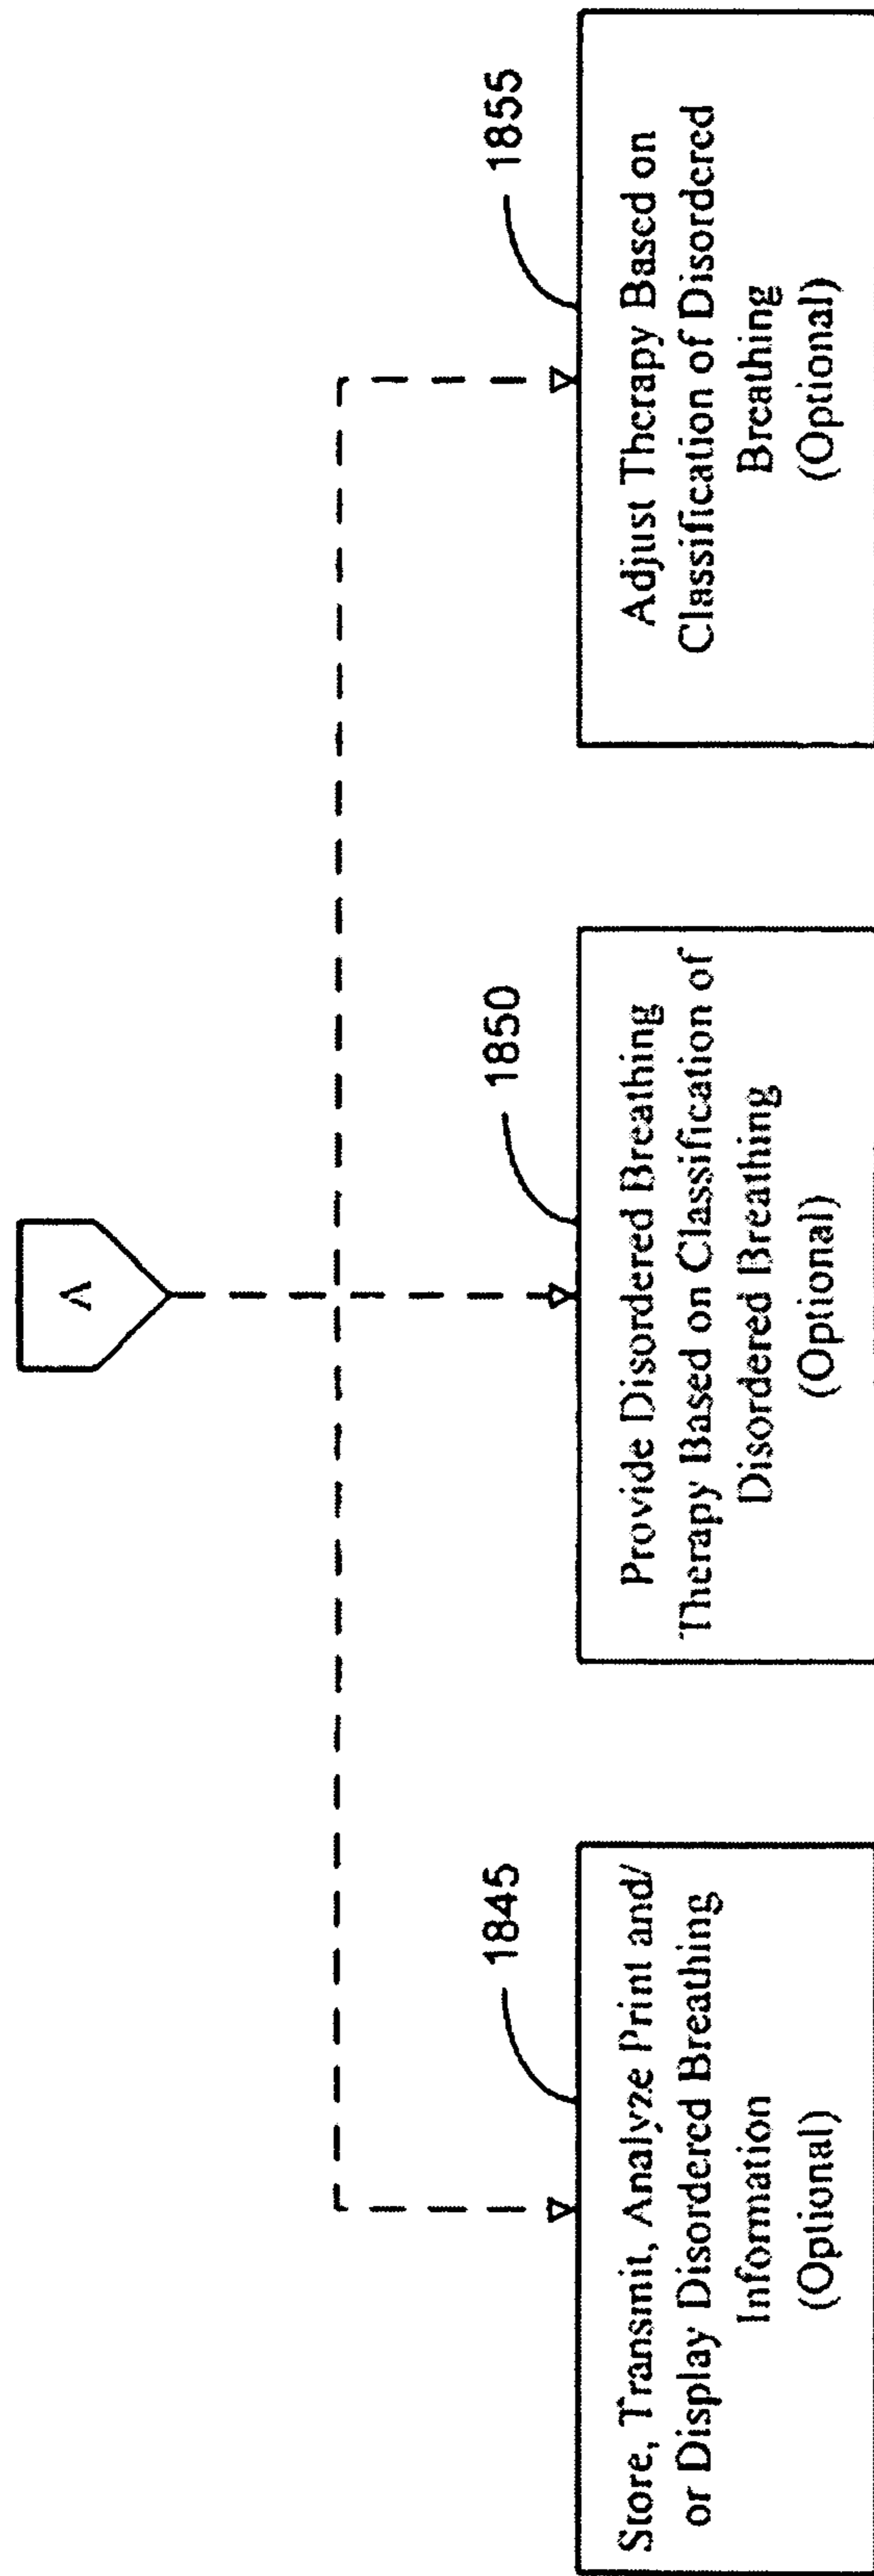 A
1845
Store, Transmit, Analyze Print and/
or Display Disordered Breathing
Information
(Optional)
1850
Provide Disordered Breathing
Therapy Based on Classification of
Disordered Breathing
(Optional)
1855
Adjust Therapy Based on
Classification of Disordered
Breathing
(Optional)